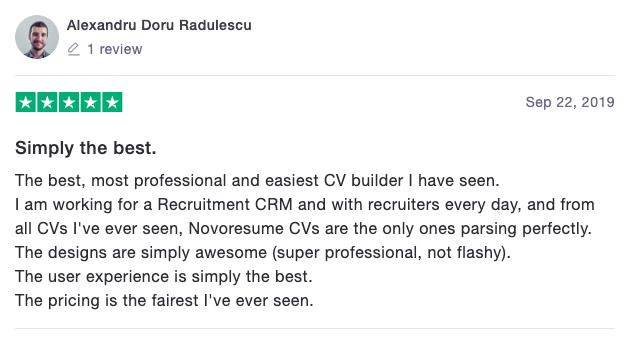 Alexandru Doru Radulescu
1 review
Sep 22, 2019
Simply the best.
The best, most professional and easiest CV builder I have seen.
I am working for a Recruitment CRM and with recruiters every day, and from
all CVs I've ever seen, Novoresume CVs are the only ones parsing perfectly.
The designs are simply awesome (super professional, not flashy).
The user experience is simply the best.
The pricing is the fairest I've ever seen.